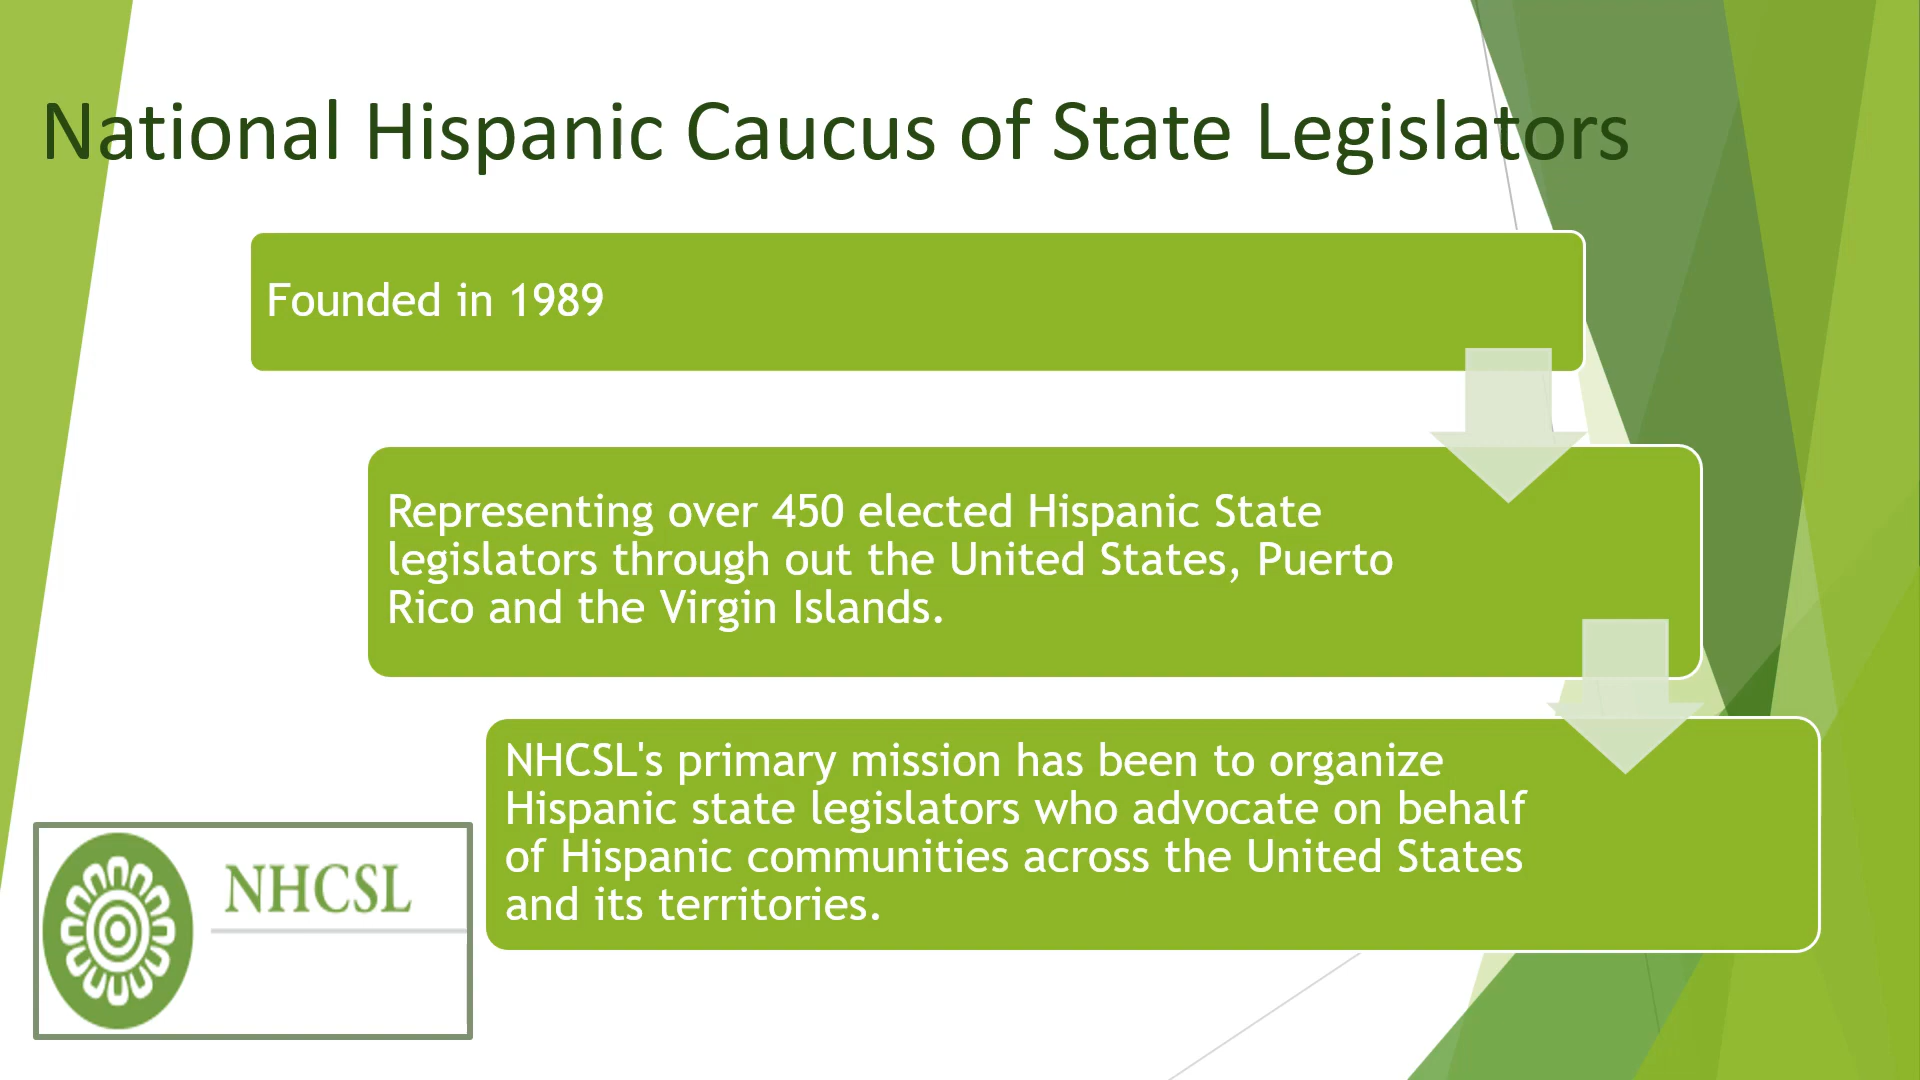 National Hispanic Caucus of State Legislators
Founded in 1989
Representing over 450 elected Hispanic State
legislators through out the United States, Puerto
Rico and the Virgin Islands.
NHCSL's primary mission has been to organize
Hispanic state legislators who advocate on behalf
of Hispanic communities across the United States
and its territories.
NHCSL